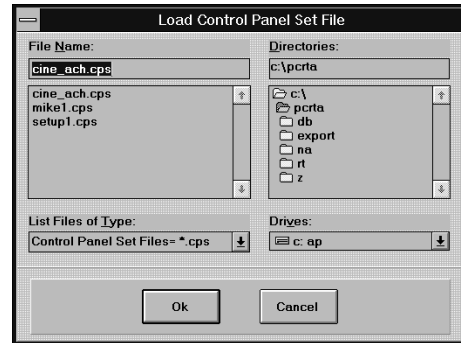 Load Control Panel Set File
File Name:
cine_ach.cps
cine_ach.cps
mike1.cps
setup1.cps
List Files of Type:
Control Panel Set Files= *.cps
Directories:
c:\pcrta
c:\
pcrta
db
export
na
rt
z
Drives:
c: ap
Ok
Cancel